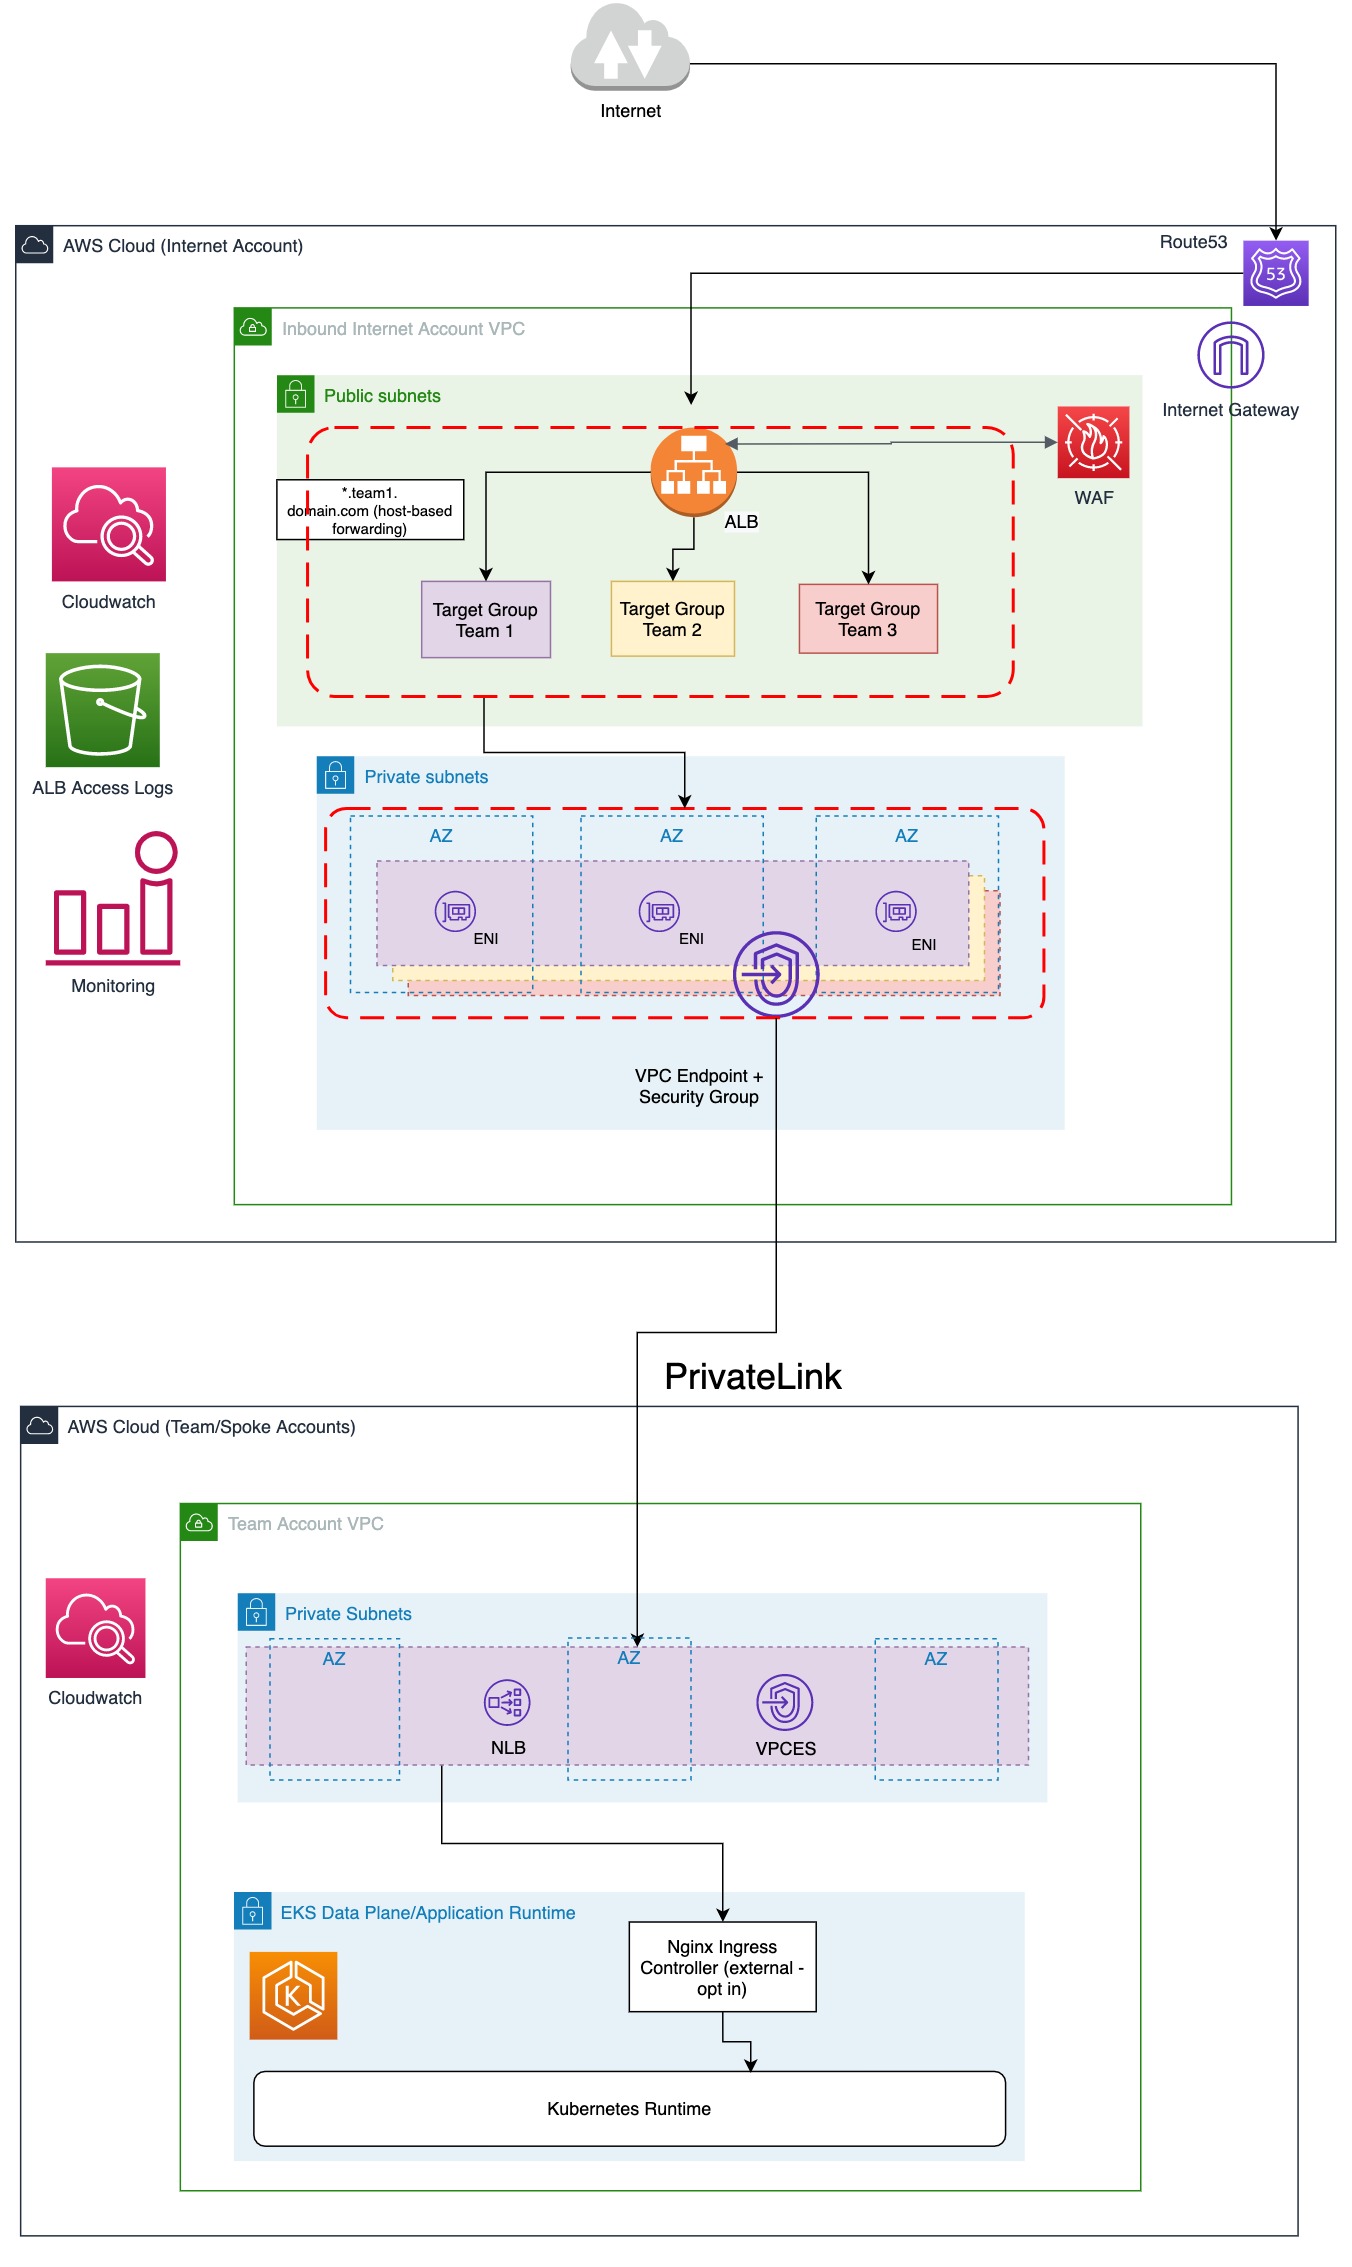 Internet
AWS Cloud (Internet Account)
Route53
53
Inbound Internet Account VPC
Internet Gateway
Public subnets
WAF
*.team1.
domain.com (host-based
forwarding)
ALB
Cloudwatch
Target Group
Team 1
Target Group
Team 2
Target Group
Team 3
ALB Access Logs
Private subnets
AZ
AZ
AZ
ENI
ENI
ENI
Monitoring
VPC Endpoint +
Security Group
PrivateLink
AWS Cloud (Team/Spoke Accounts)
Team Account VPC
Private Subnets
AZ
AZ
AZ
Cloudwatch
NLB
VPCES
EKS Data Plane/Application Runtime
Nginx Ingress
Controller (external -
opt in)
K
Kubernetes Runtime